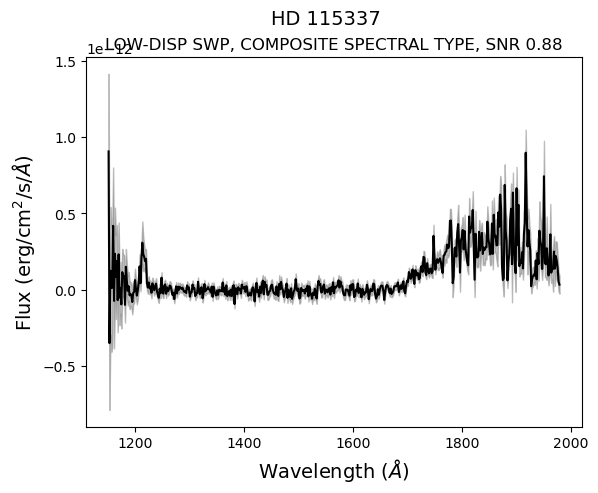 HD 115337
LOW-DISP SWP, COMPOSITE SPECTRAL TYPE, SNR 0.88
1e−12
1.5
1.0
0.5
0.0
−0.5
Flux (erg/cm²/s/Å)
1200 1400 1600 1800 2000
Wavelength (Å)